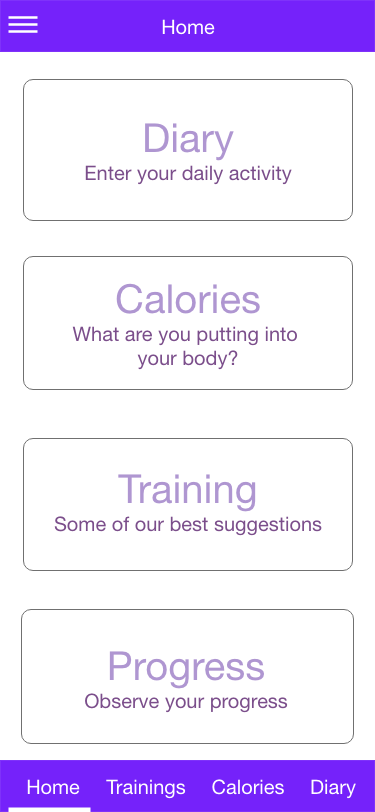 Home
Diary
Enter your daily activity
Calories
What are you putting into
your body?
Training
Some of our best suggestions
Progress
Observe your progress
Home Trainings Calories Diary